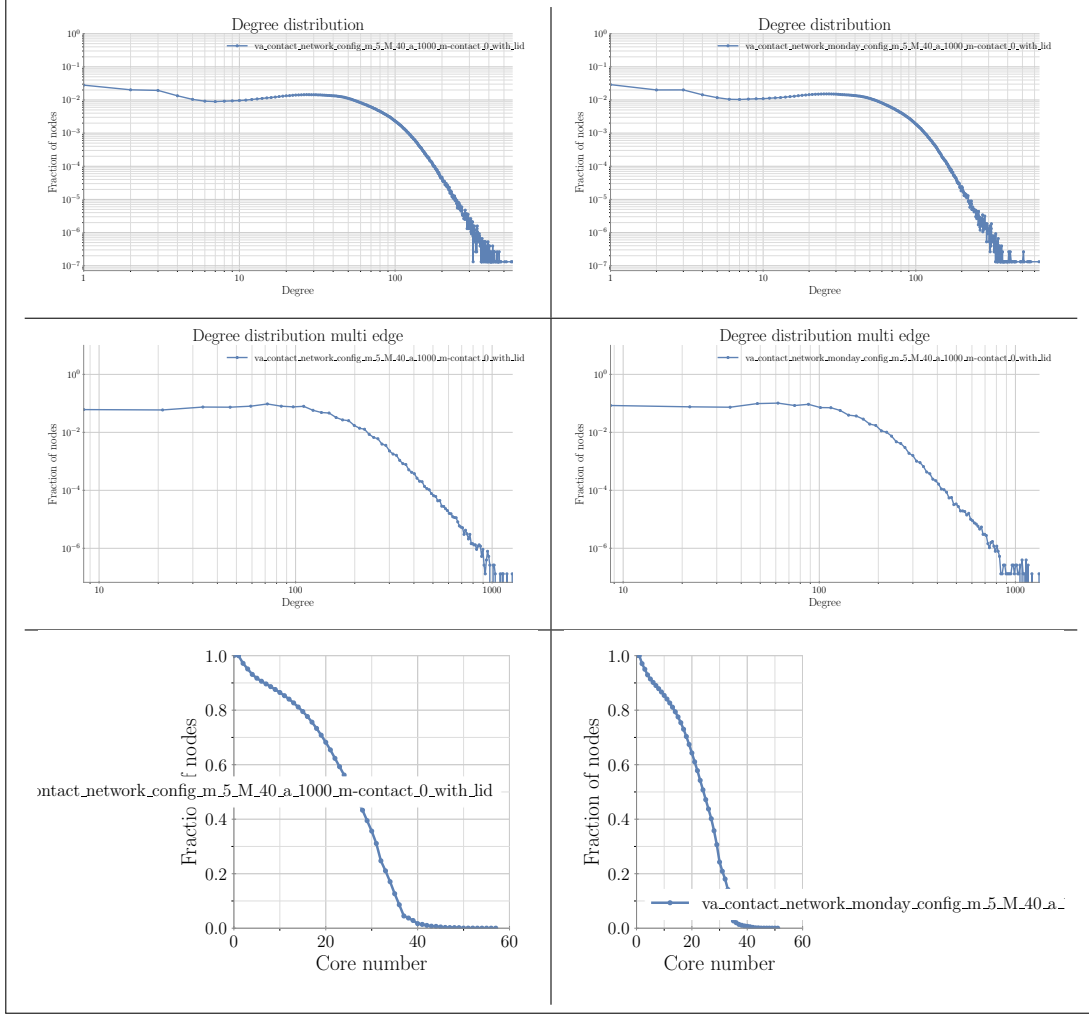 Degree distribution
va_contact_network_config_m_5_M_40_a_1000_m-contact_0_with_lid
10^0
10^-1
10^-2
10^-3
10^-4
10^-5
10^-6
10^-7
Fraction of nodes
1 10 100
Degree
Degree distribution
va_contact_network_monday_config_m_5_M_40_a_1000_m-contact_0_with_lid
10^0
10^-1
10^-2
10^-3
10^-4
10^-5
10^-6
10^-7
Fraction of nodes
1 10 100
Degree
Degree distribution multi edge
va_contact_network_config_m_5_M_40_a_1000_m-contact_0_with_lid
10^0
10^-2
10^-4
10^-6
Fraction of nodes
10 100 1000
Degree
Degree distribution multi edge
va_contact_network_monday_config_m_5_M_40_a_1000_m-contact_0_with_lid
10^0
10^-2
10^-4
10^-6
Fraction of nodes
10 100 1000
Degree
1.0
0.8
0.6
ontact_network_config_m_5_M_40_a_1000_m-contact_0_with_lid
0.4
0.2
0.0
Fraction of nodes
0 20 40 60
Core number
1.0
0.8
0.6
0.4
0.2
0.0
Fraction of nodes
va_contact_network_monday_config_m_5_M_40_a_
0 20 40 60
Core number